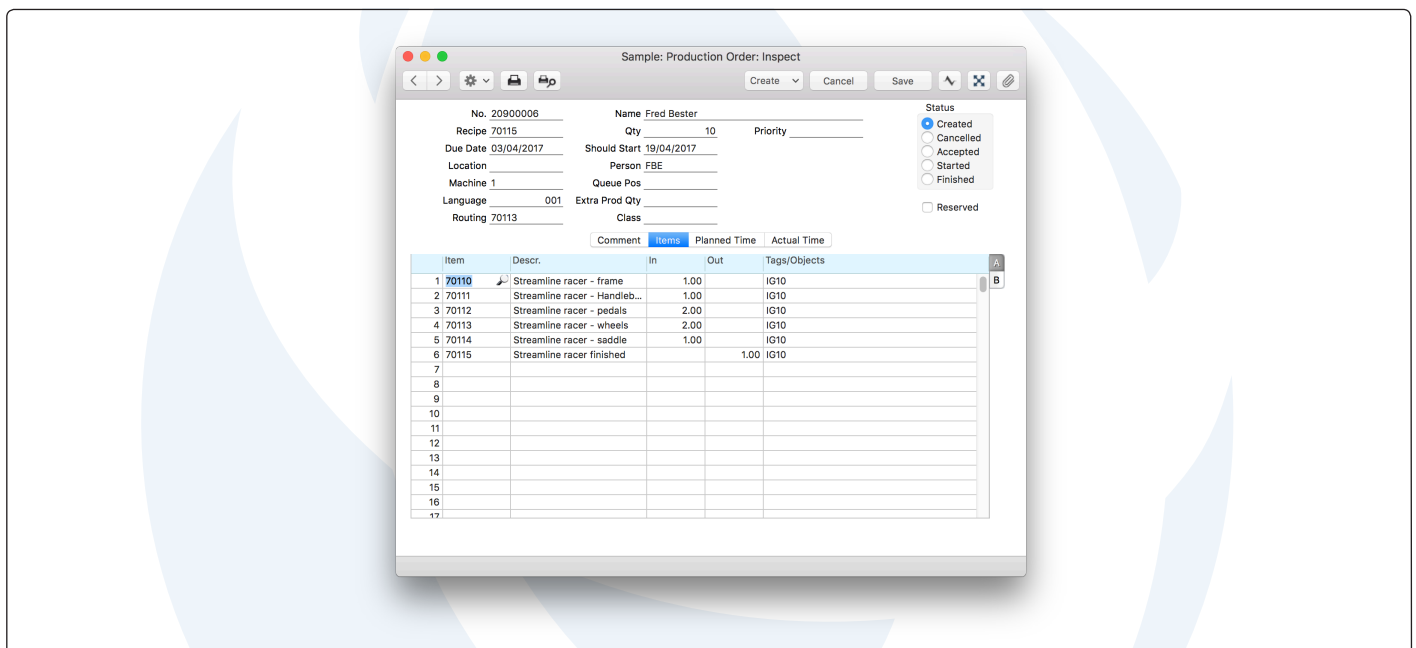 Sample: Production Order: Inspect
Create Cancel Save
No. 20900006 Name Fred Bester Status
Recipe 70115 Qty 10 Priority Created
Cancelled
Due Date 03/04/2017 Should Start 19/04/2017 Accepted
Location Person FBE Started
Machine 1 Queue Pos Finished
Language 001 Extra Prod Qty Reserved
Routing 70113 Class
Comment Items Planned Time Actual Time
Item Descr. In Out Tags/Objects A
1 70110 Streamline racer - frame 1.00 IG10 B
2 70111 Streamline racer - Handleb... 1.00 IG10
3 70112 Streamline racer - pedals 2.00 IG10
4 70113 Streamline racer - wheels 2.00 IG10
5 70114 Streamline racer - saddle 1.00 IG10
6 70115 Streamline racer finished 1.00 IG10
7
8
9
10
11
12
13
14
15
16
17